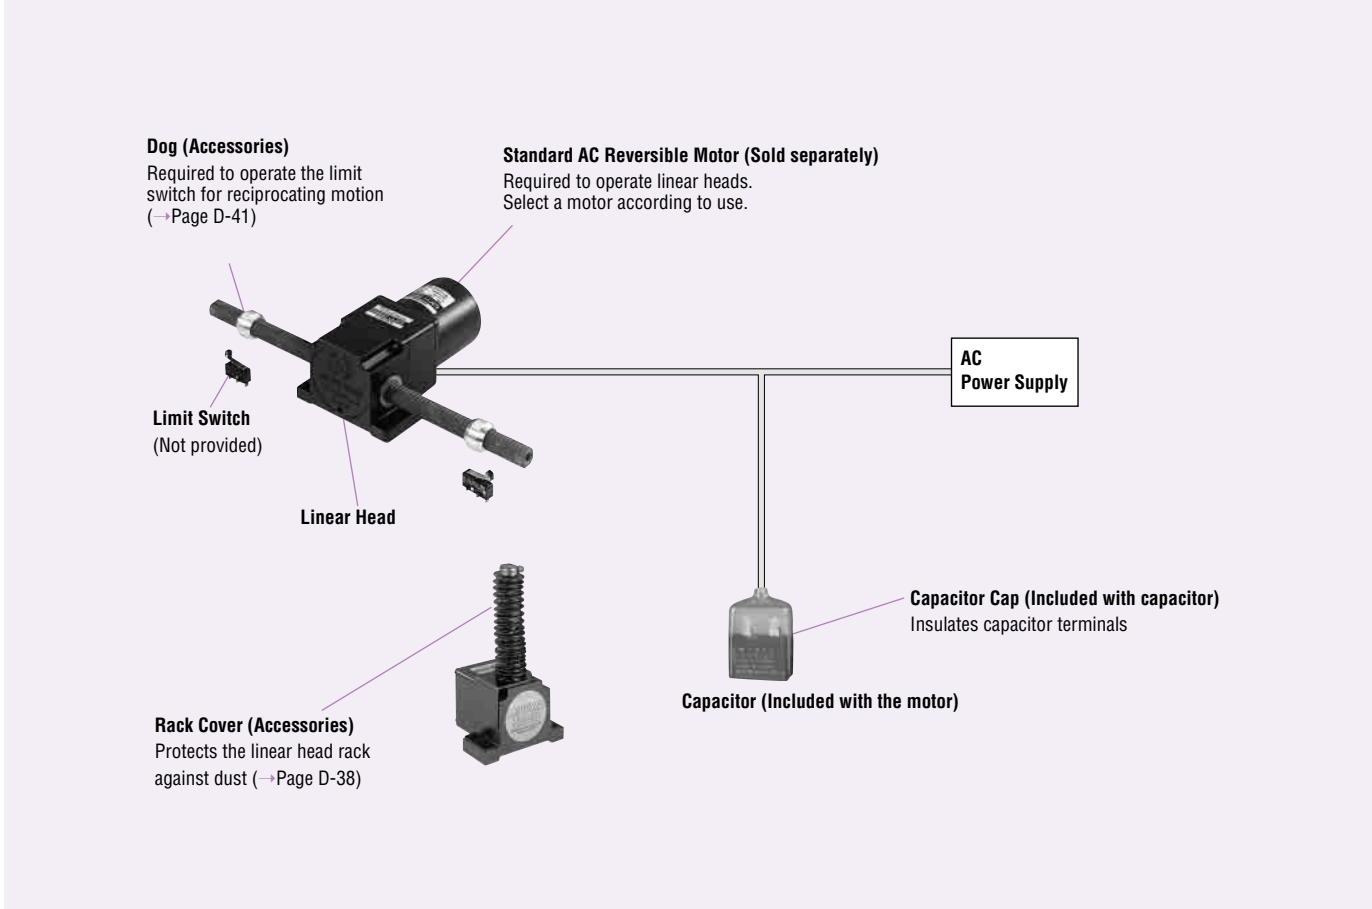 Dog (Accessories)
Required to operate the limit
switch for reciprocating motion
(→Page D-41)
Standard AC Reversible Motor (Sold separately)
Required to operate linear heads.
Select a motor according to use.
AC
Power Supply
Limit Switch
(Not provided)
Linear Head
Capacitor Cap (Included with capacitor)
Insulates capacitor terminals
Capacitor (Included with the motor)
Rack Cover (Accessories)
Protects the linear head rack
against dust (→Page D-38)